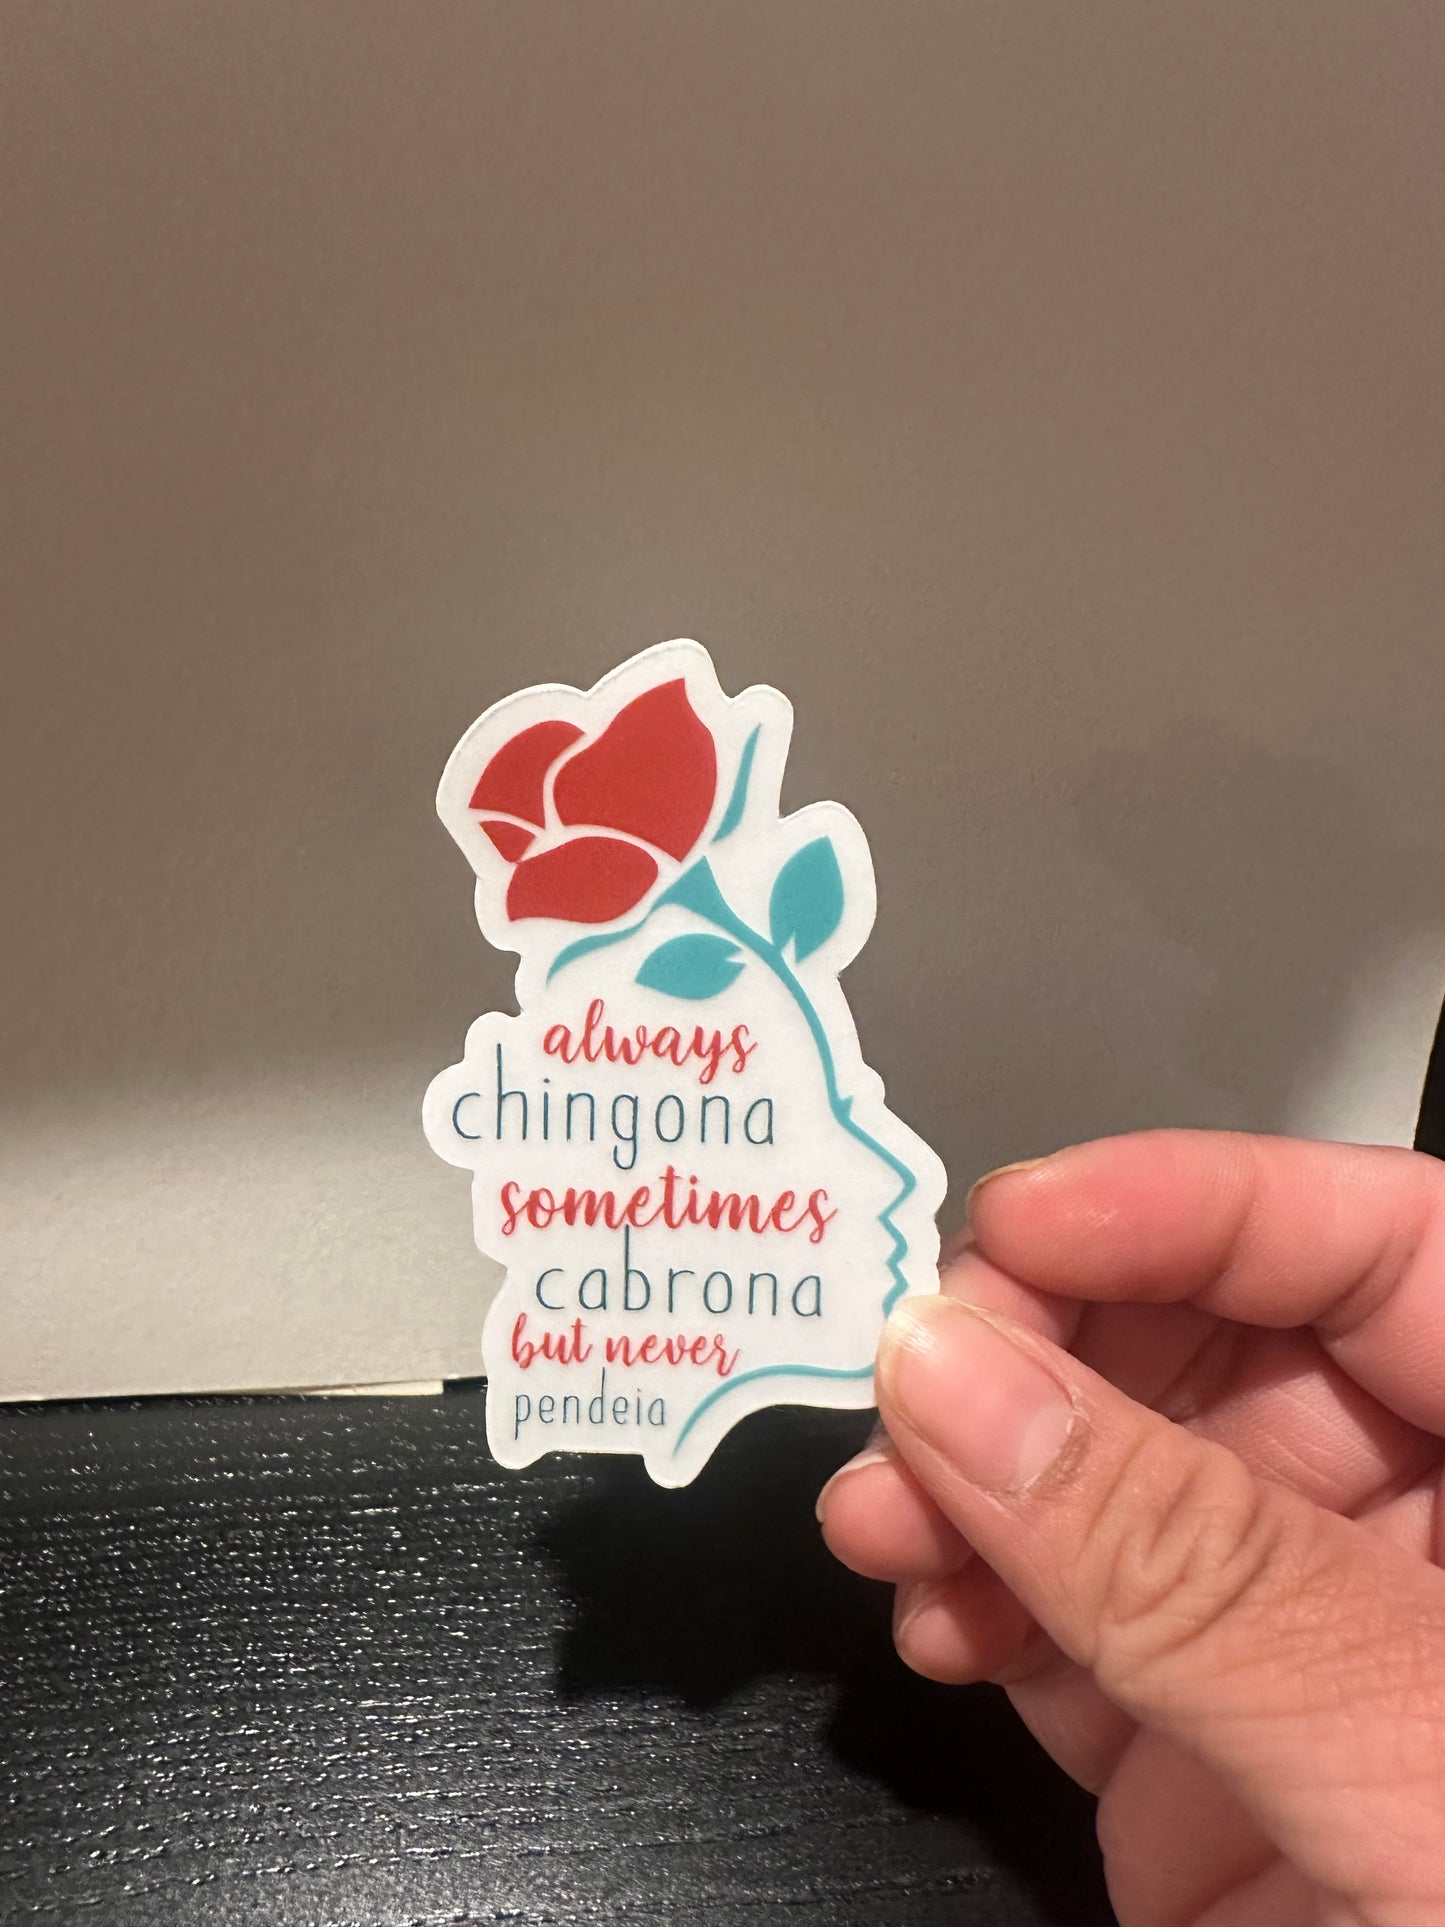 always
chingona
sometimes
cabrona
but never
pendeia